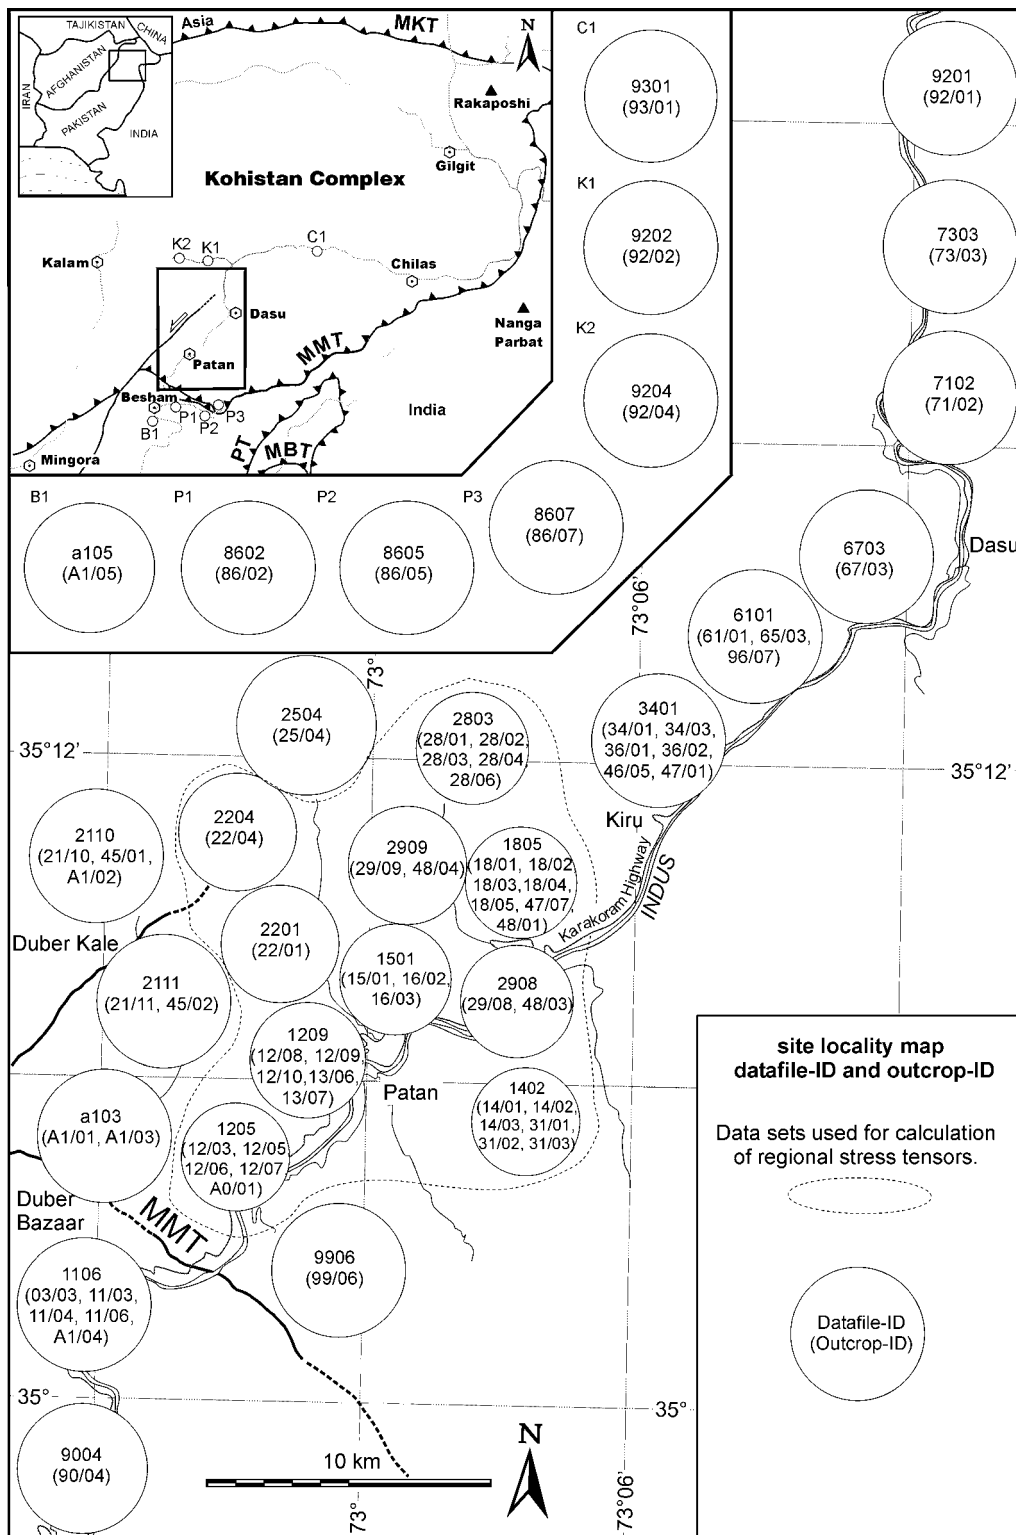 TAJIKISTAN
CHINA
AFGHANISTAN
IRAN
PAKISTAN
INDIA
Asia
MKT
N
Rakaposhi
Gilgit
Kohistan Complex
K2
K1
C1
Kalam
Chilas
Dasu
Nanga
Parbat
MMT
Patan
Besham
P1
P2
P3
B1
India
PT
MBT
Mingora
C1
9301
(93/01)
K1
9202
(92/02)
K2
9204
(92/04)
B1
a105
(A1/05)
P1
8602
(86/02)
P2
8605
(86/05)
P3
8607
(86/07)
9201
(92/01)
7303
(73/03)
7102
(71/02)
Dasu
6703
(67/03)
73°06'
6101
(61/01, 65/03,
96/07)
73°
3401
(34/01, 34/03,
36/01, 36/02,
46/05, 47/01)
2504
(25/04)
2803
(28/01, 28/02,
28/03, 28/04
28/06)
35°12'
35°12'
Kiru
2204
(22/04)
2110
(21/10, 45/01,
A1/02)
2909
(29/09, 48/04)
1805
(18/01, 18/02
18/03,18/04,
18/05, 47/07,
48/01)
Karakoram Highway
INDUS
Duber Kale
2201
(22/01)
2111
(21/11, 45/02)
1501
(15/01, 16/02,
16/03)
2908
(29/08, 48/03)
1209
(12/08, 12/09,
12/10,13/06,
13/07)
Patan
1402
(14/01, 14/02,
14/03, 31/01,
31/02, 31/03)
a103
(A1/01, A1/03)
1205
(12/03, 12/05
12/06, 12/07
A0/01)
Duber
Bazaar
MMT
9906
(99/06)
1106
(03/03, 11/03,
11/04, 11/06,
A1/04)
35°
35°
9004
(90/04)
10 km
N
73°
73°06'
site locality map
datafile-ID and outcrop-ID
Data sets used for calculation
of regional stress tensors.
Datafile-ID
(Outcrop-ID)